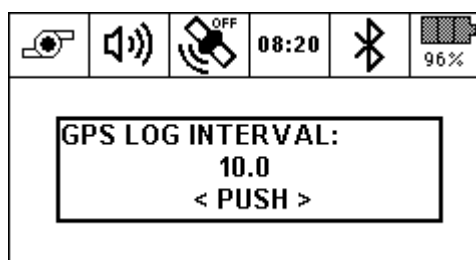 OFF
08:20
96%
GPS LOG INTERVAL:
10.0
< PUSH >